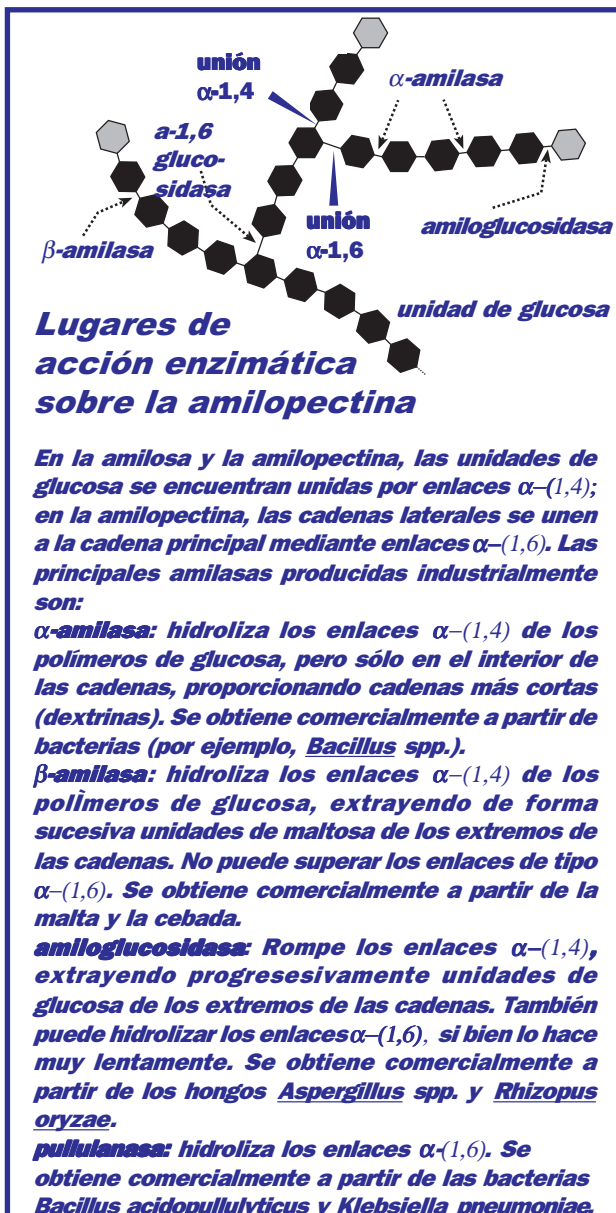 unión
α-1,4
α-amilasa
a-1,6
gluco-
sidasa
unión
α-1,6
amiloglucosidasa
β-amilasa
unidad de glucosa
Lugares de
acción enzimática
sobre la amilopectina
En la amilosa y la amilopectina, las unidades de
glucosa se encuentran unidas por enlaces α–(1,4);
en la amilopectina, las cadenas laterales se unen
a la cadena principal mediante enlaces α–(1,6). Las
principales amilasas producidas industrialmente
son:
α-amilasa: hidroliza los enlaces α–(1,4) de los
polímeros de glucosa, pero sólo en el interior de
las cadenas, proporcionando cadenas más cortas
(dextrinas). Se obtiene comercialmente a partir de
bacterias (por ejemplo, Bacillus spp.).
β-amilasa: hidroliza los enlaces α–(1,4) de los
polÌmeros de glucosa, extrayendo de forma
sucesiva unidades de maltosa de los extremos de
las cadenas. No puede superar los enlaces de tipo
α–(1,6). Se obtiene comercialmente a partir de la
malta y la cebada.
amiloglucosidasa: Rompe los enlaces α–(1,4),
extrayendo progresesivamente unidades de
glucosa de los extremos de las cadenas. También
puede hidrolizar los enlaces α–(1,6), si bien lo hace
muy lentamente. Se obtiene comercialmente a
partir de los hongos Aspergillus spp. y Rhizopus
oryzae.
pullulanasa: hidroliza los enlaces α-(1,6). Se
obtiene comercialmente a partir de las bacterias
Bacillus acidopullulyticus y Klebsiella pneumoniae.